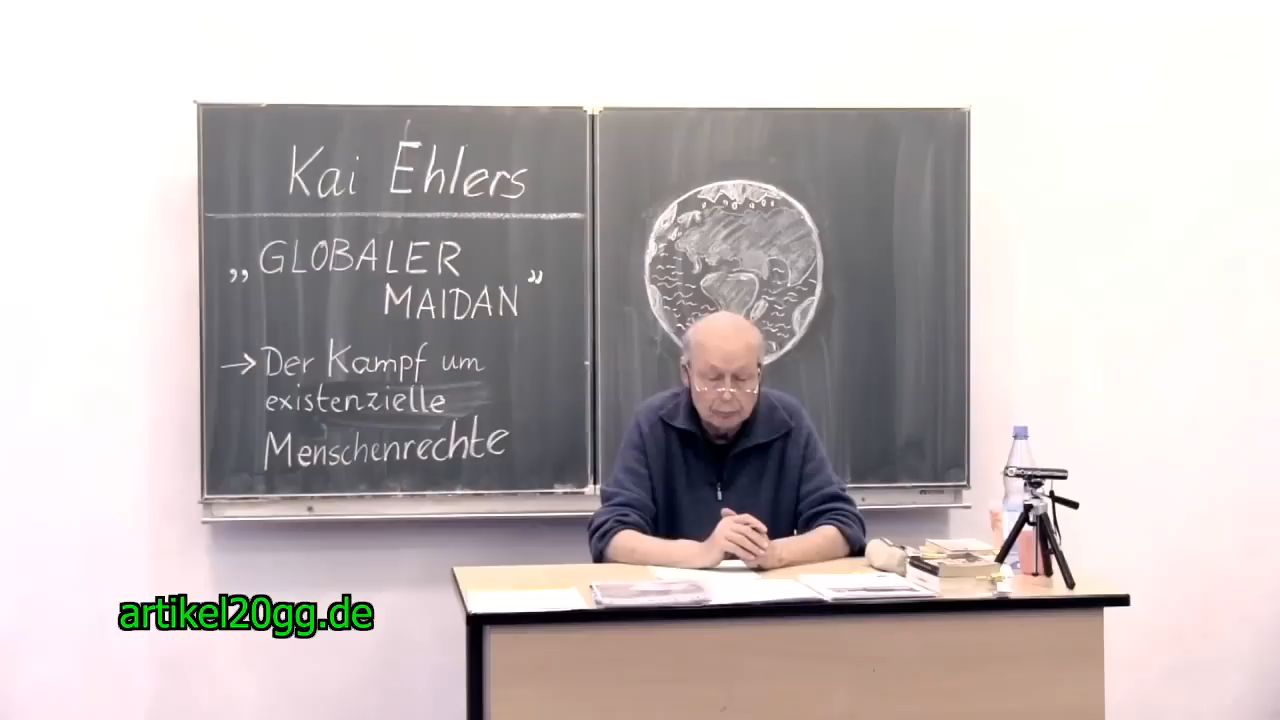 Kai Ehlers
„GLOBALER
MAIDAN"
→ Der Kampf um
existenzielle
Menschenrechte
artikel20gg.de